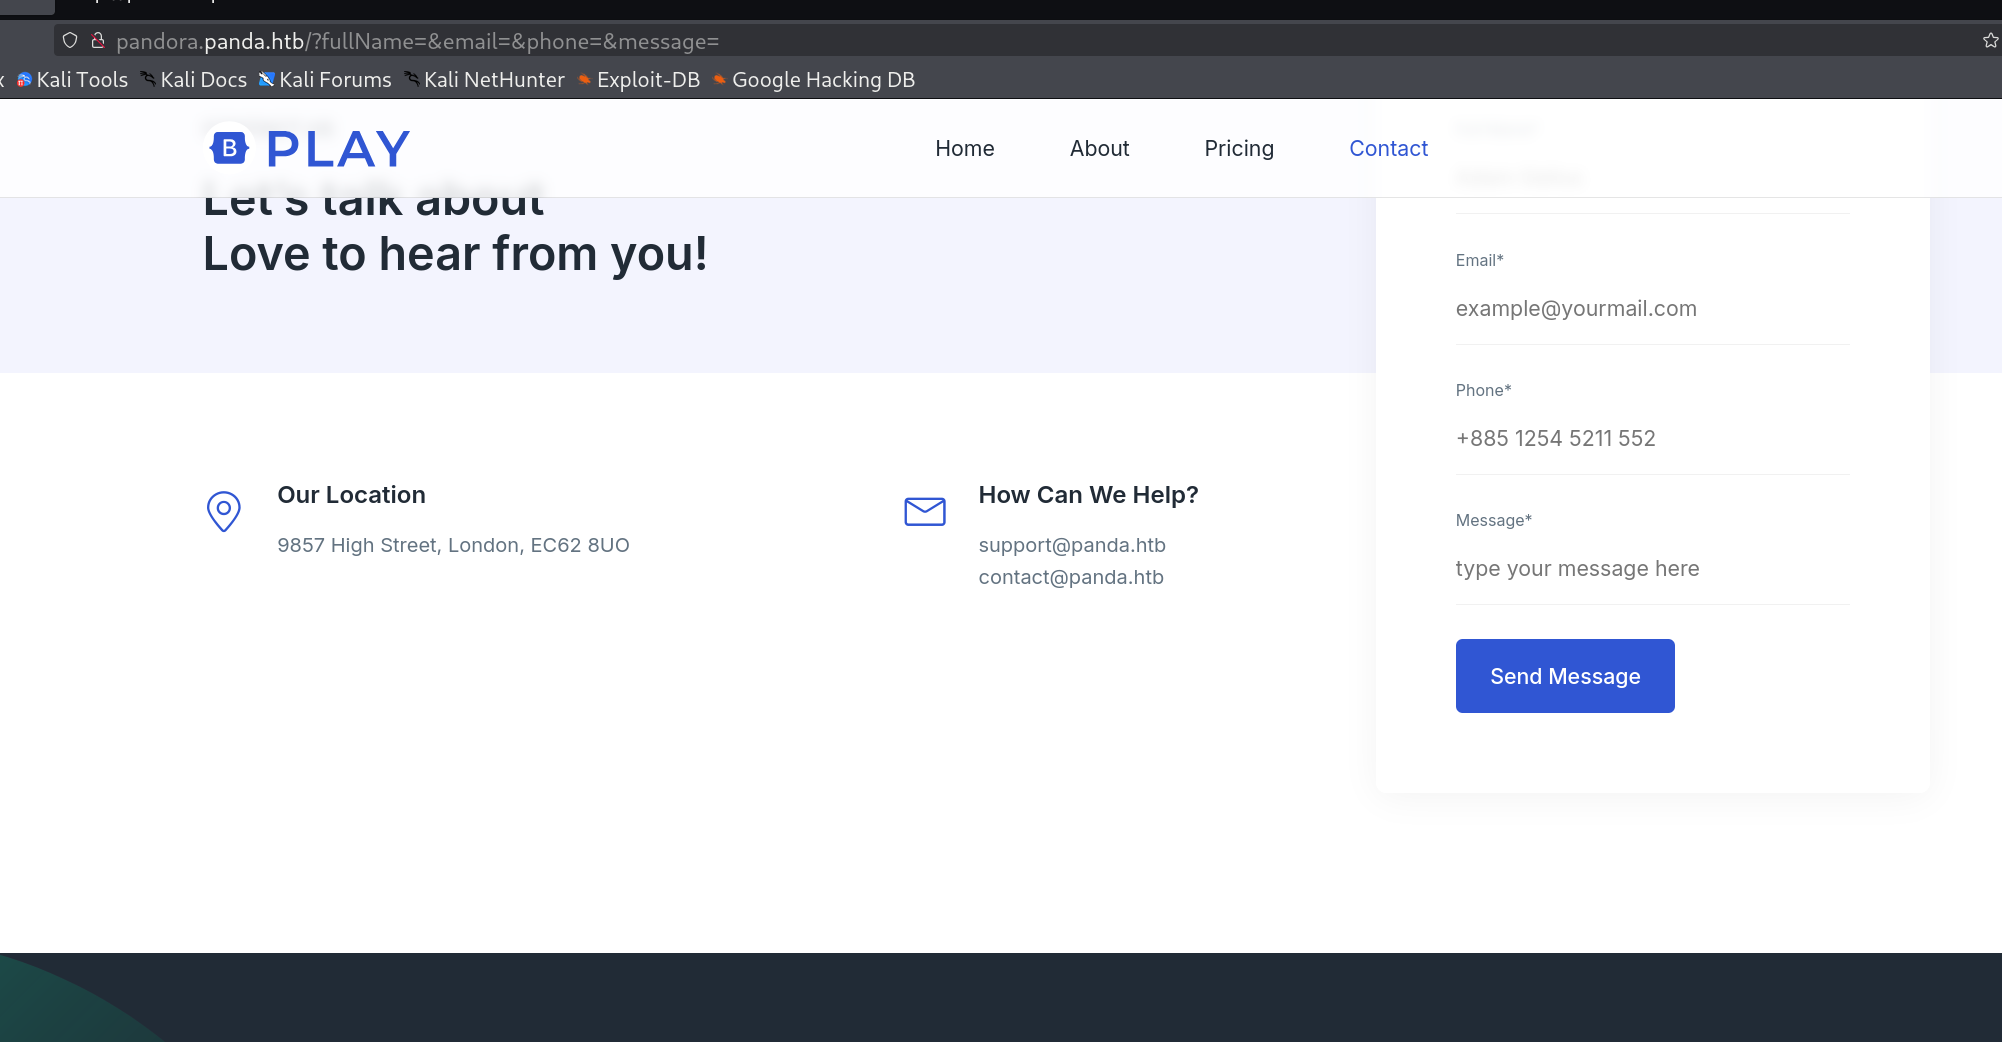 pandora.panda.htb/?fullName=&email=&phone=&message=
Kali Tools Kali Docs Kali Forums Kali NetHunter Exploit-DB Google Hacking DB
B PLAY Home About Pricing Contact
Let's talk about
Love to hear from you!
Email*
example@yourmail.com
Phone*
+885 1254 5211 552
Message*
type your message here
Send Message
Our Location
9857 High Street, London, EC62 8UO
How Can We Help?
support@panda.htb
contact@panda.htb